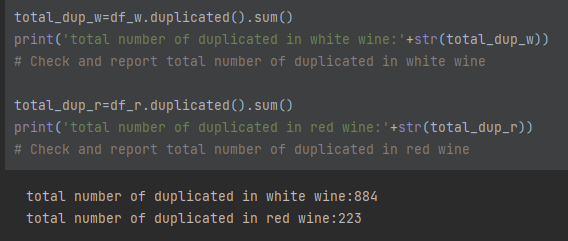 total_dup_w=df_w.duplicated().sum()
print('total number of duplicated in white wine:'+str(total_dup_w))
# Check and report total number of duplicated in white wine
total_dup_r=df_r.duplicated().sum()
print('total number of duplicated in red wine:'+str(total_dup_r))
# Check and report total number of duplicated in red wine
total number of duplicated in white wine:884
total number of duplicated in red wine:223